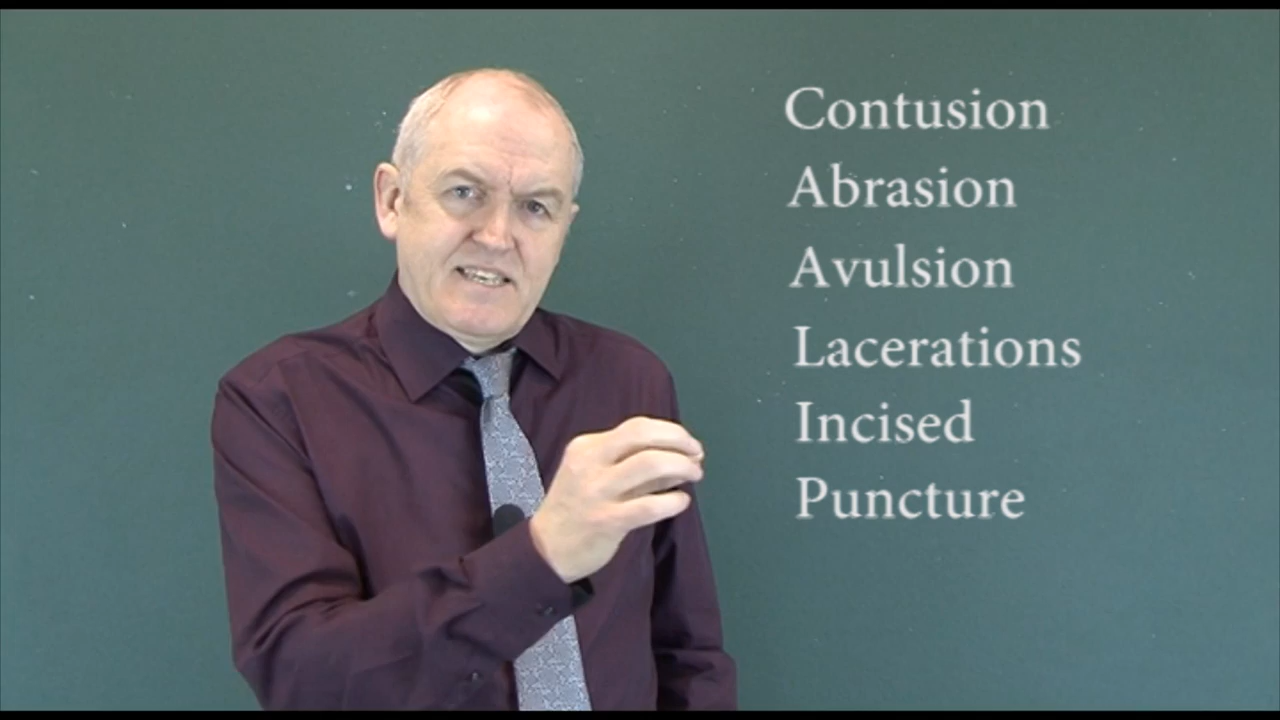 Contusion
Abrasion
Avulsion
Lacerations
Incised
Puncture